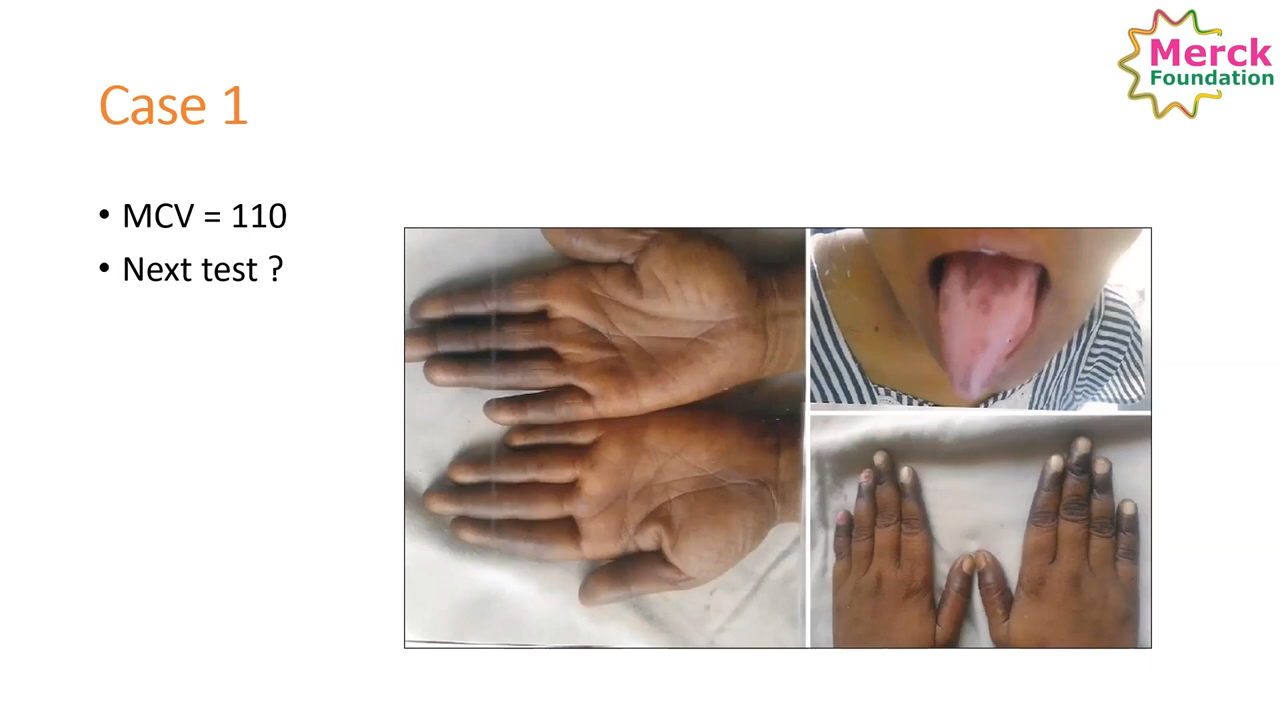 Merck
Foundation
Case 1
• MCV = 110
• Next test ?